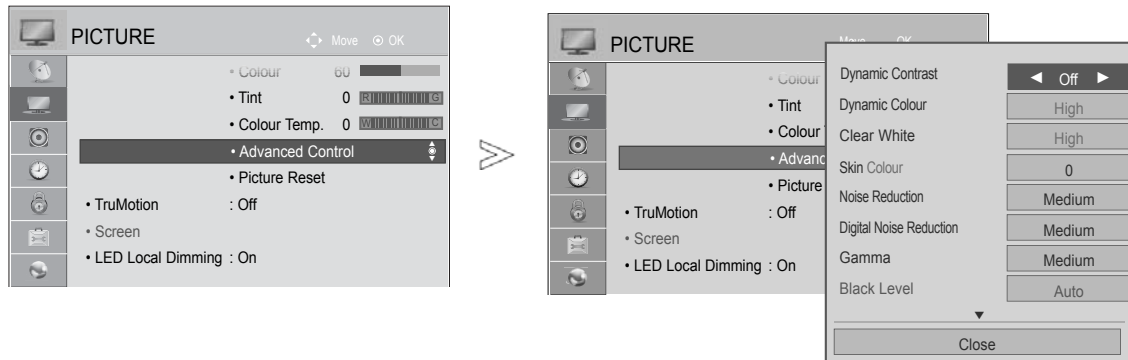 PICTURE Move OK
• Colour 60
• Tint 0 R G
• Colour Temp. 0 W C
• Advanced Control
• Picture Reset
• TruMotion : Off
• Screen
• LED Local Dimming : On
PICTURE Move OK
• Colour
• Tint
• Colour
• Advanc
• Picture
• TruMotion : Off
• Screen
• LED Local Dimming : On
Dynamic Contrast ◄ Off ►
Dynamic Colour High
Clear White High
Skin Colour 0
Noise Reduction Medium
Digital Noise Reduction Medium
Gamma Medium
Black Level Auto
▼
Close